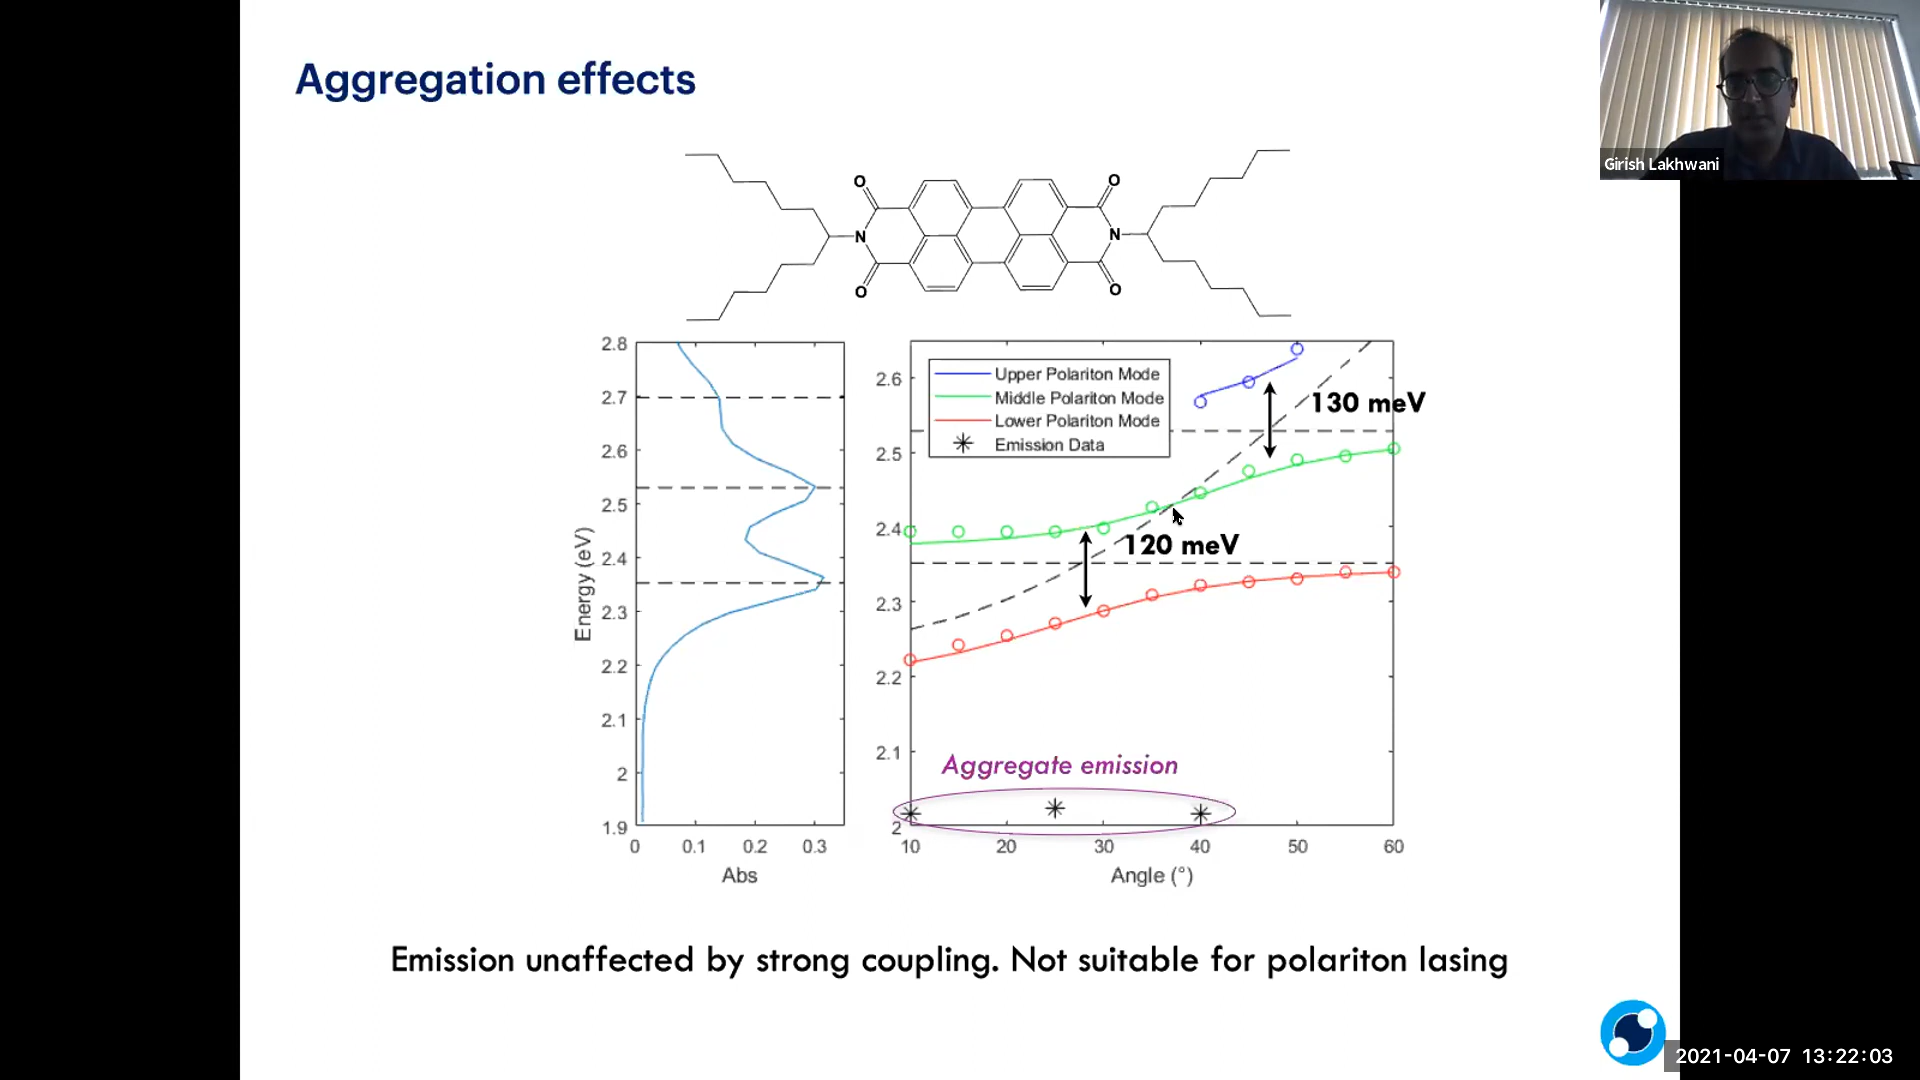 Aggregation effects
Girish Lakhwani
O
O
N
N
O
O
2.8
2.7
2.6
2.5
2.4
2.3
2.2
2.1
2
1.9
Energy (eV)
0
0.1
0.2
0.3
Abs
Upper Polariton Mode
Middle Polariton Mode
Lower Polariton Mode
Emission Data
130 meV
120 meV
2.6
2.5
2.4
2.3
2.2
2.1
2
Aggregate emission
10
20
30
40
50
60
Angle (°)
Emission unaffected by strong coupling. Not suitable for polariton lasing
2021-04-07 13:22:03